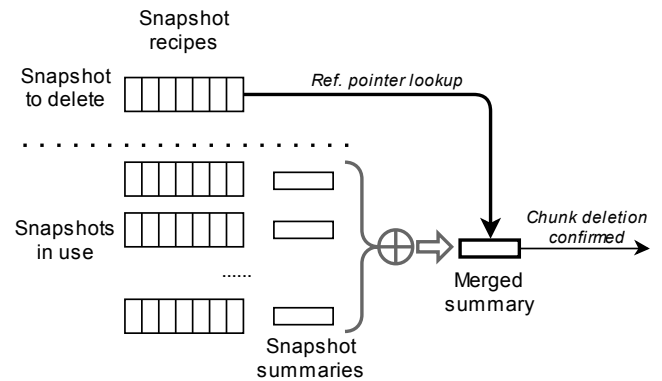 Snapshot
recipes
Snapshot
to delete
Ref. pointer lookup
Snapshots
in use
......
Chunk deletion
confirmed
Merged
summary
Snapshot
summaries